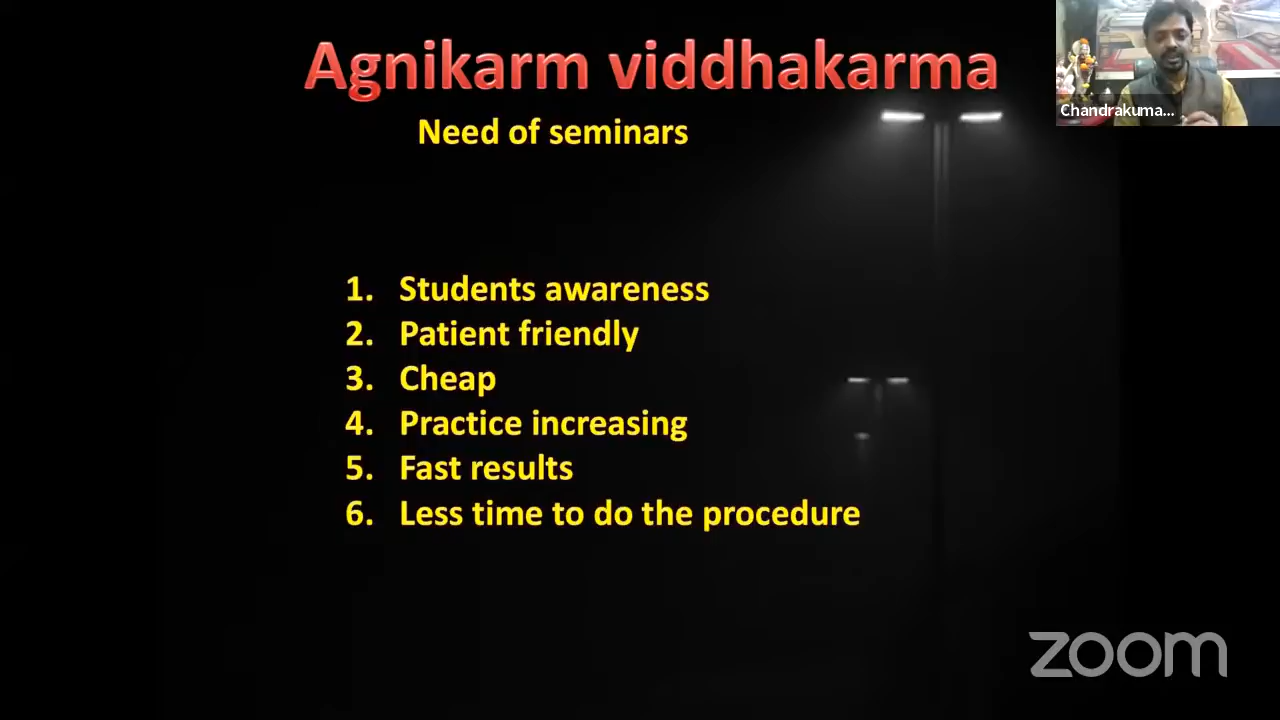 Agnikarm viddhakarma
Need of seminars
Chandrakuma...
1. Students awareness
2. Patient friendly
3. Cheap
4. Practice increasing
5. Fast results
6. Less time to do the procedure
zoom